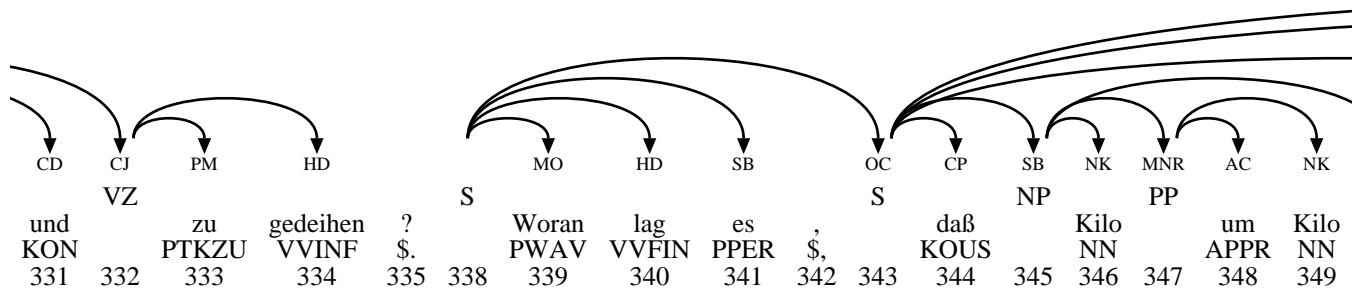 CD CJ PM HD MO HD SB OC CP SB NK MNR AC NK
VZ S S NP PP
und zu gedeihen ? Woran lag es , daß Kilo um Kilo
KON PTKZU VVINF $. PWAV VVFIN PPER $, KOUS NN APPR NN
331 332 333 334 335 338 339 340 341 342 343 344 345 346 347 348 349